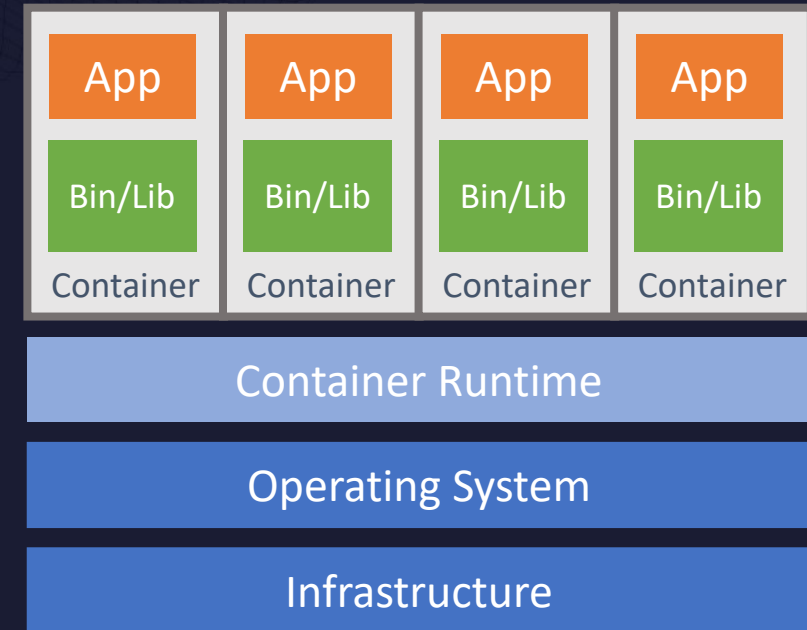 App App App App
Bin/Lib Bin/Lib Bin/Lib Bin/Lib
Container Container Container Container
Container Runtime
Operating System
Infrastructure